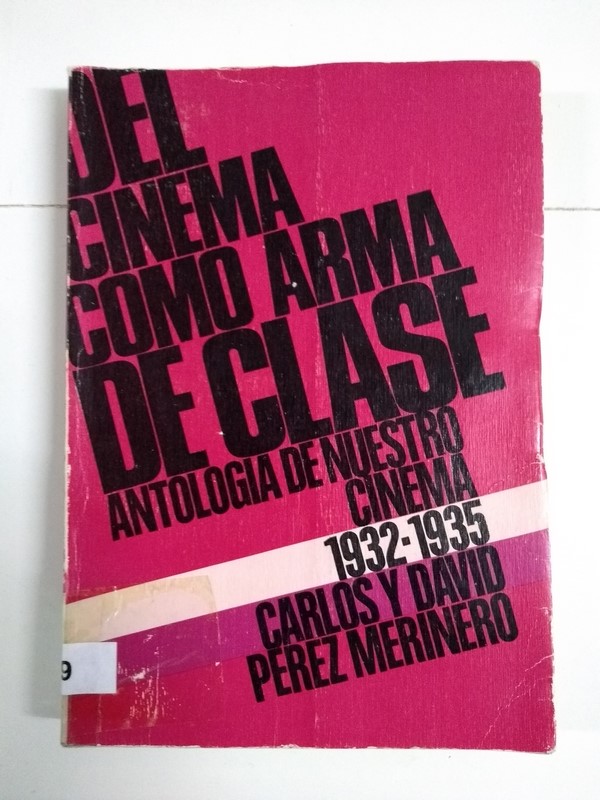 DEL
CINEMA
COMO ARMA
DE CLASE
ANTOLOGIA DE NUESTRO
CINEMA
1932-1935
CARLOS Y DAVID
PEREZ MERINERO
9